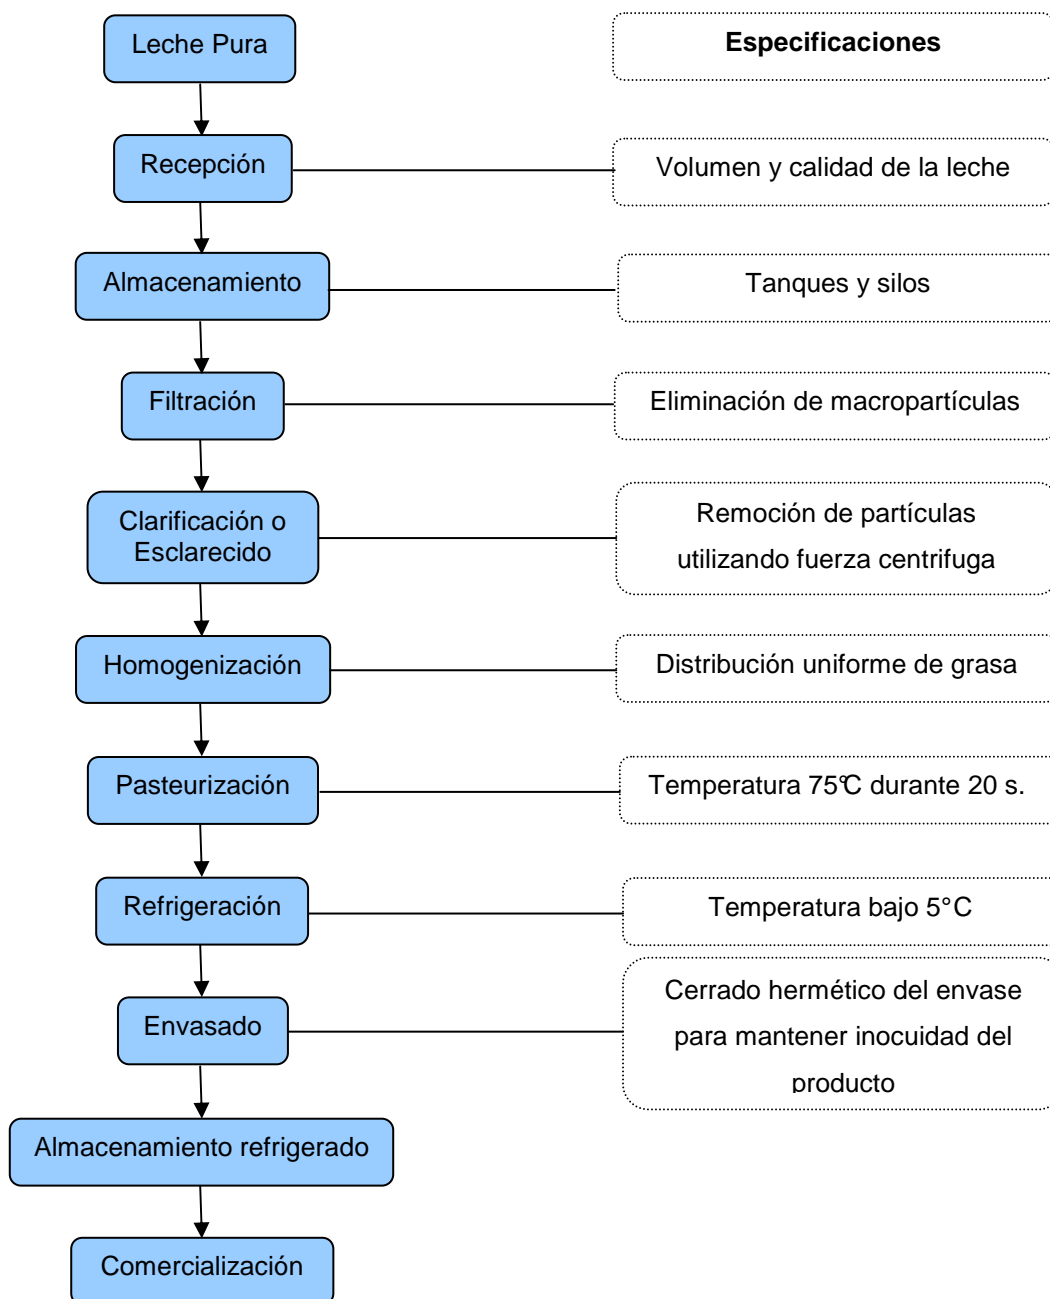 Leche Pura
Especificaciones
Recepción
Volumen y calidad de la leche
Almacenamiento
Tanques y silos
Filtración
Eliminación de macropartículas
Clarificación o
Esclarecido
Remoción de partículas
utilizando fuerza centrifuga
Homogenización
Distribución uniforme de grasa
Pasteurización
Temperatura 75°C durante 20 s.
Refrigeración
Temperatura bajo 5°C
Envasado
Cerrado hermético del envase
para mantener inocuidad del
producto
Almacenamiento refrigerado
Comercialización